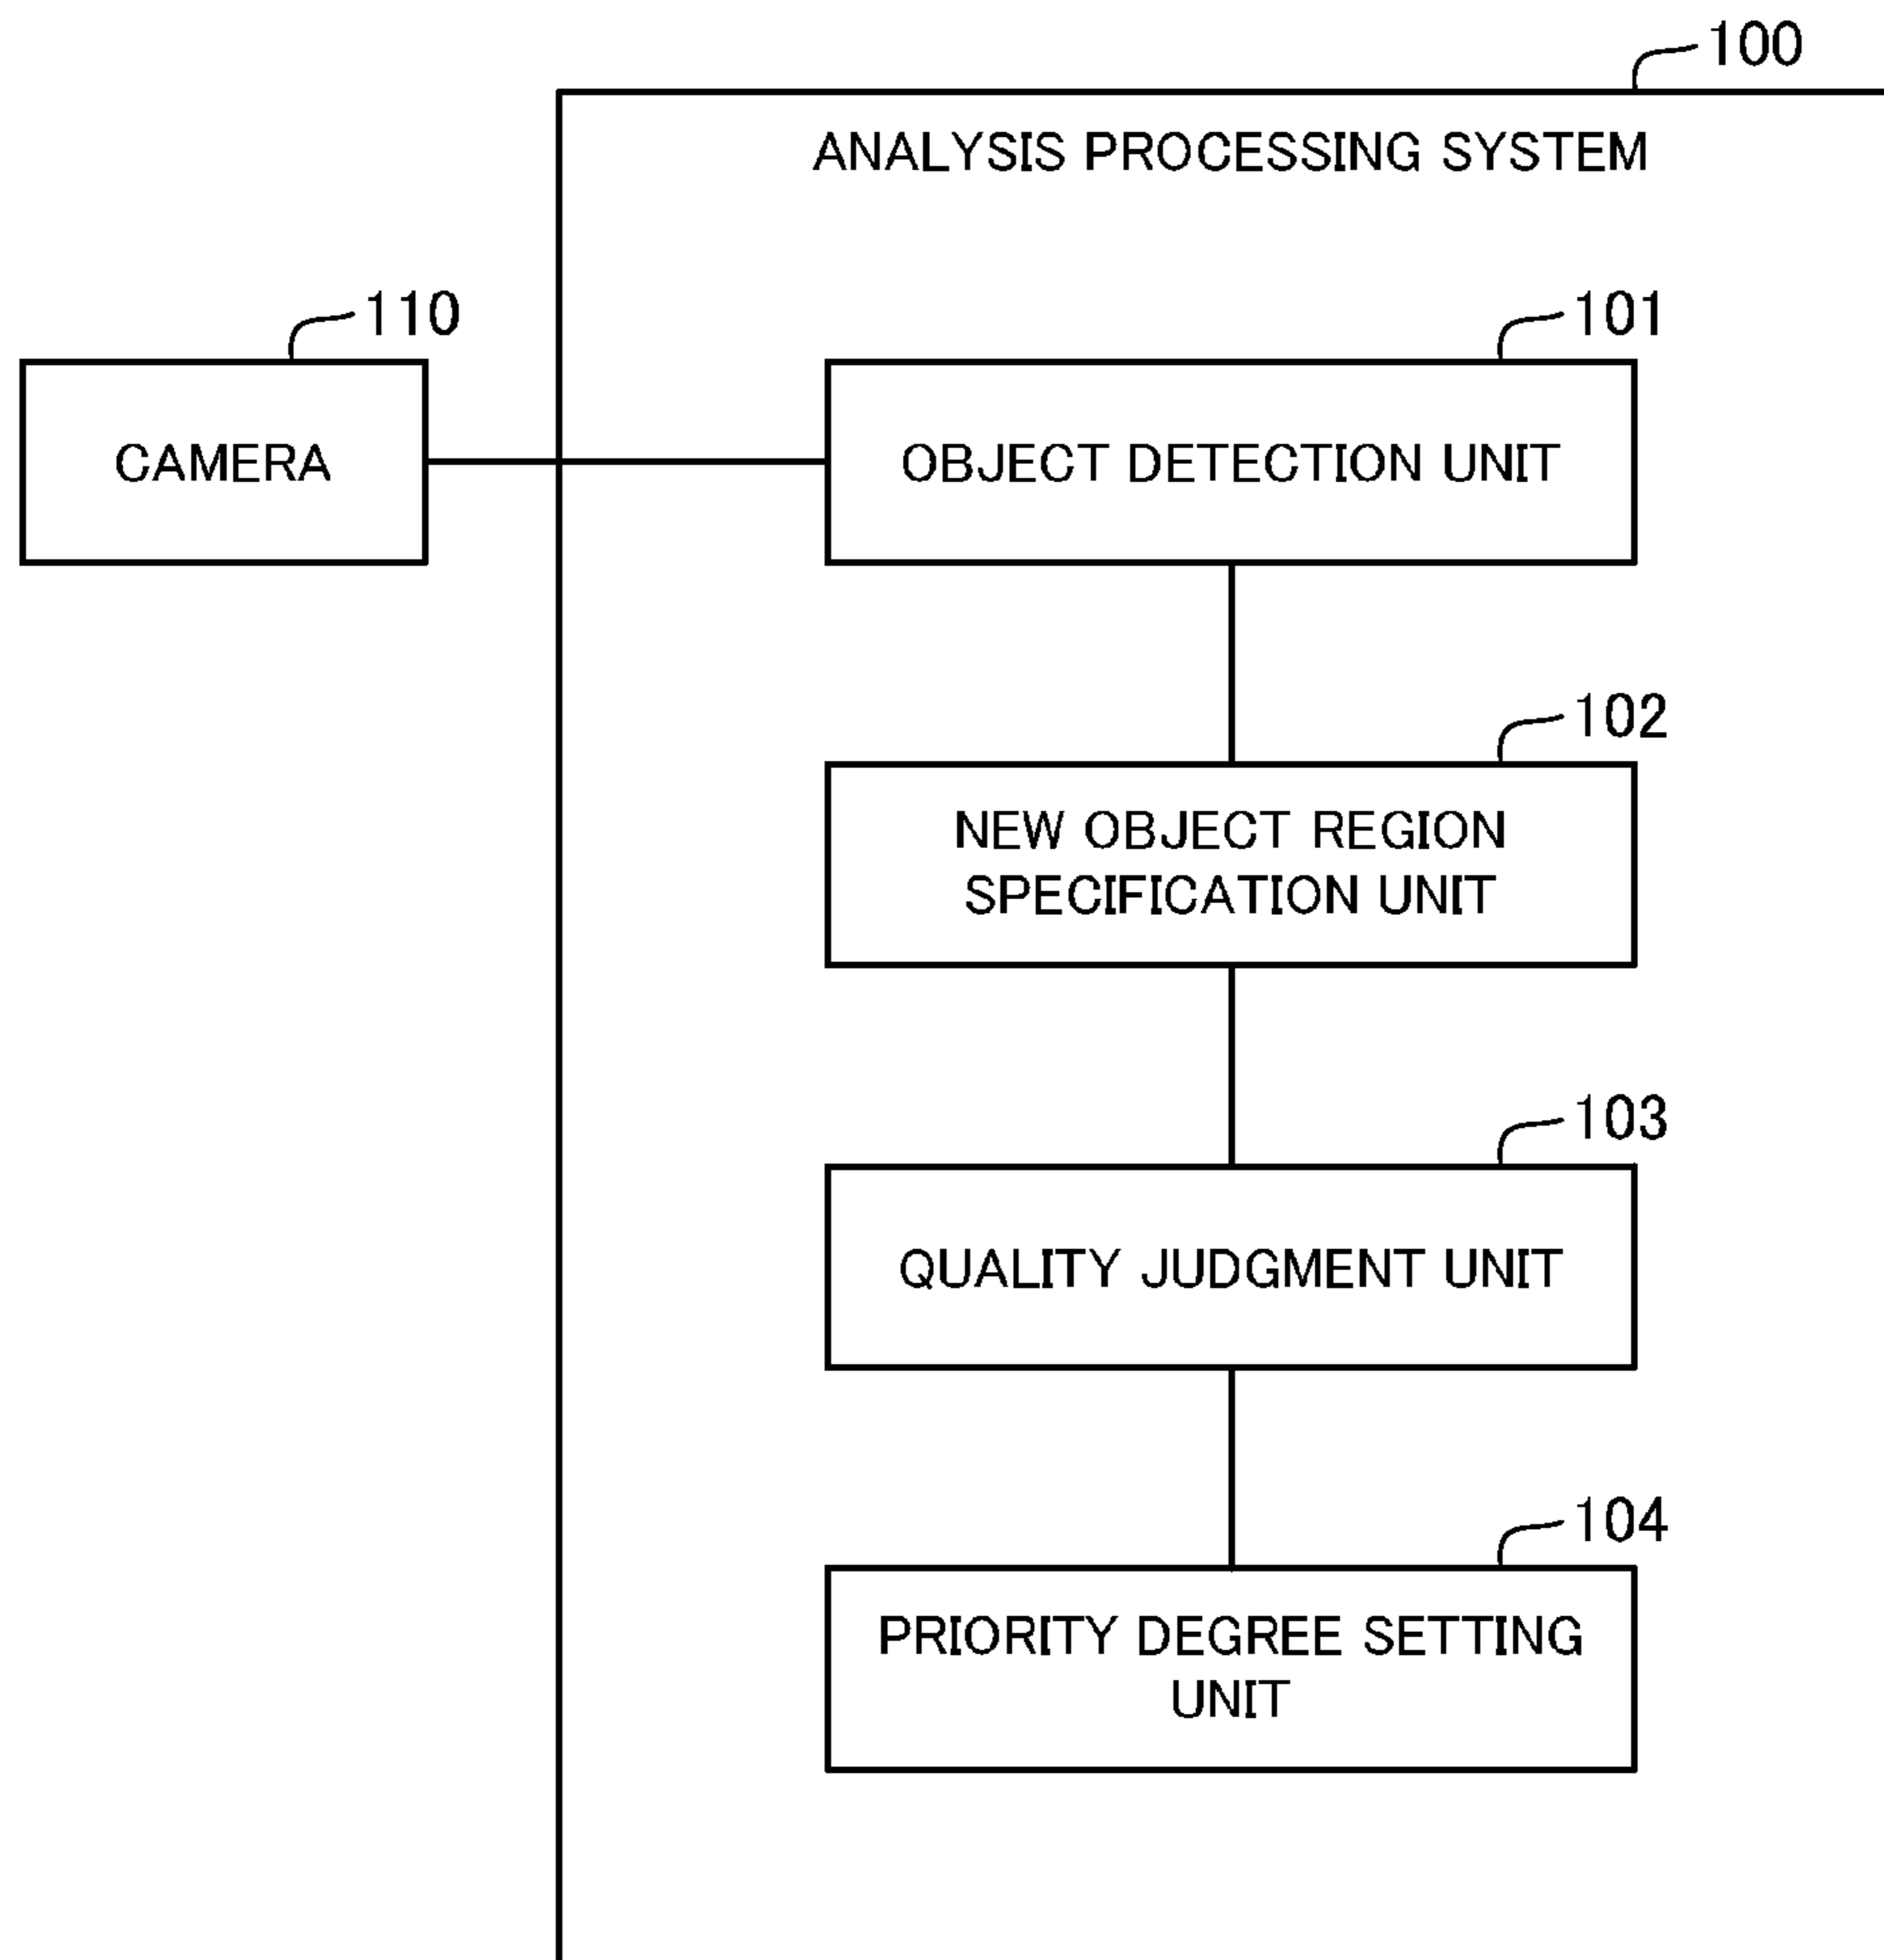 100
ANALYSIS PROCESSING SYSTEM
110
101
CAMERA
OBJECT DETECTION UNIT
102
NEW OBJECT REGION
SPECIFICATION UNIT
103
QUALITY JUDGMENT UNIT
104
PRIORITY DEGREE SETTING
UNIT